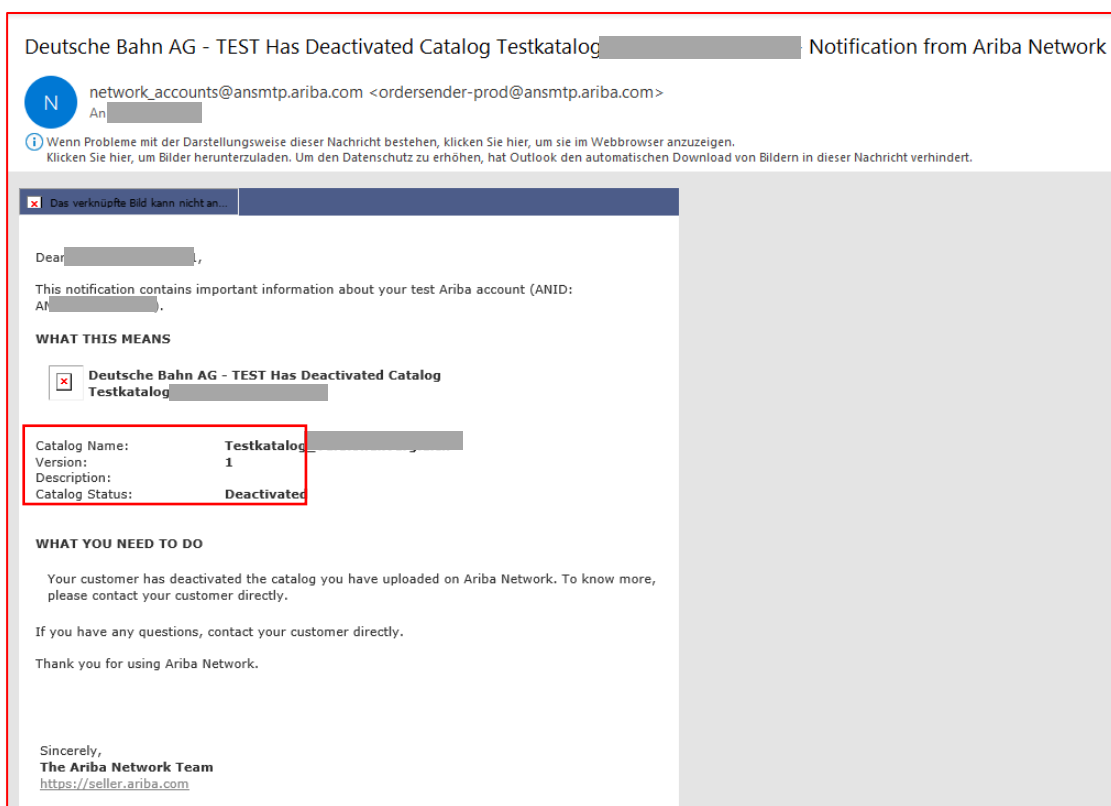 Deutsche Bahn AG - TEST Has Deactivated Catalog Testkatalog - Notification from Ariba Network
N
network_accounts@ansmtp.ariba.com <ordersender-prod@ansmtp.ariba.com>
An
Wenn Probleme mit der Darstellungsweise dieser Nachricht bestehen, klicken Sie hier, um sie im Webbrowser anzuzeigen.
Klicken Sie hier, um Bilder herunterzuladen. Um den Datenschutz zu erhöhen, hat Outlook den automatischen Download von Bildern in dieser Nachricht verhindert.
Das verknüpfte Bild kann nicht an...
Dear ,
This notification contains important information about your test Ariba account (ANID:
AN ).
WHAT THIS MEANS
Deutsche Bahn AG - TEST Has Deactivated Catalog
Testkatalog
Catalog Name: Testkatalog_
Version: 1
Description:
Catalog Status: Deactivated
WHAT YOU NEED TO DO
Your customer has deactivated the catalog you have uploaded on Ariba Network. To know more,
please contact your customer directly.
If you have any questions, contact your customer directly.
Thank you for using Ariba Network.
Sincerely,
The Ariba Network Team
https://seller.ariba.com